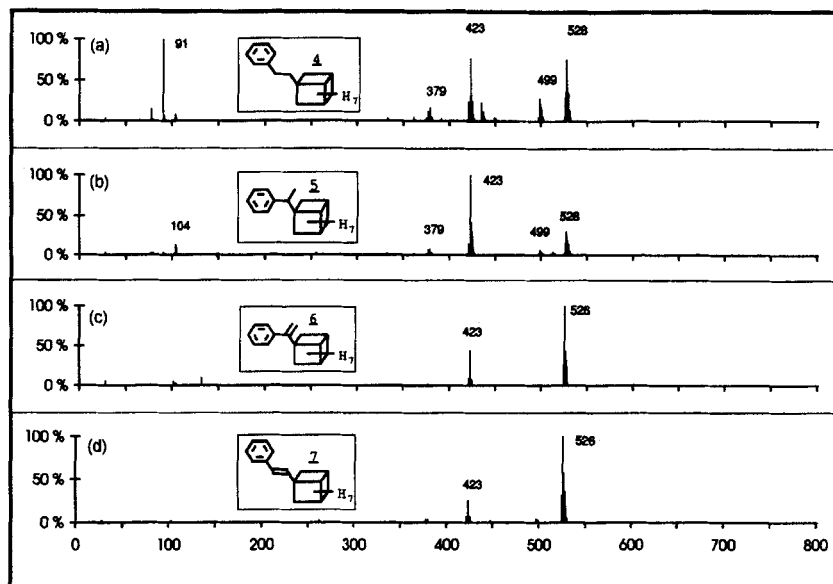 100 % (a) 91 4 423 528
50 % 379 499
0 % H7
100 % (b) 5 423
50 % 104 379 499 528
0 % H7
100 % (c) 6 526
50 % 423
0 % H7
100 % (d) 7 526
50 % 423
0 % H7
0 100 200 300 400 500 600 700 800